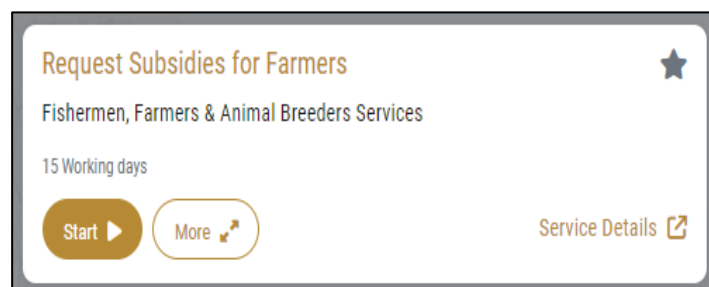 Request Subsidies for Farmers
Fishermen, Farmers & Animal Breeders Services
15 Working days
Start More Service Details